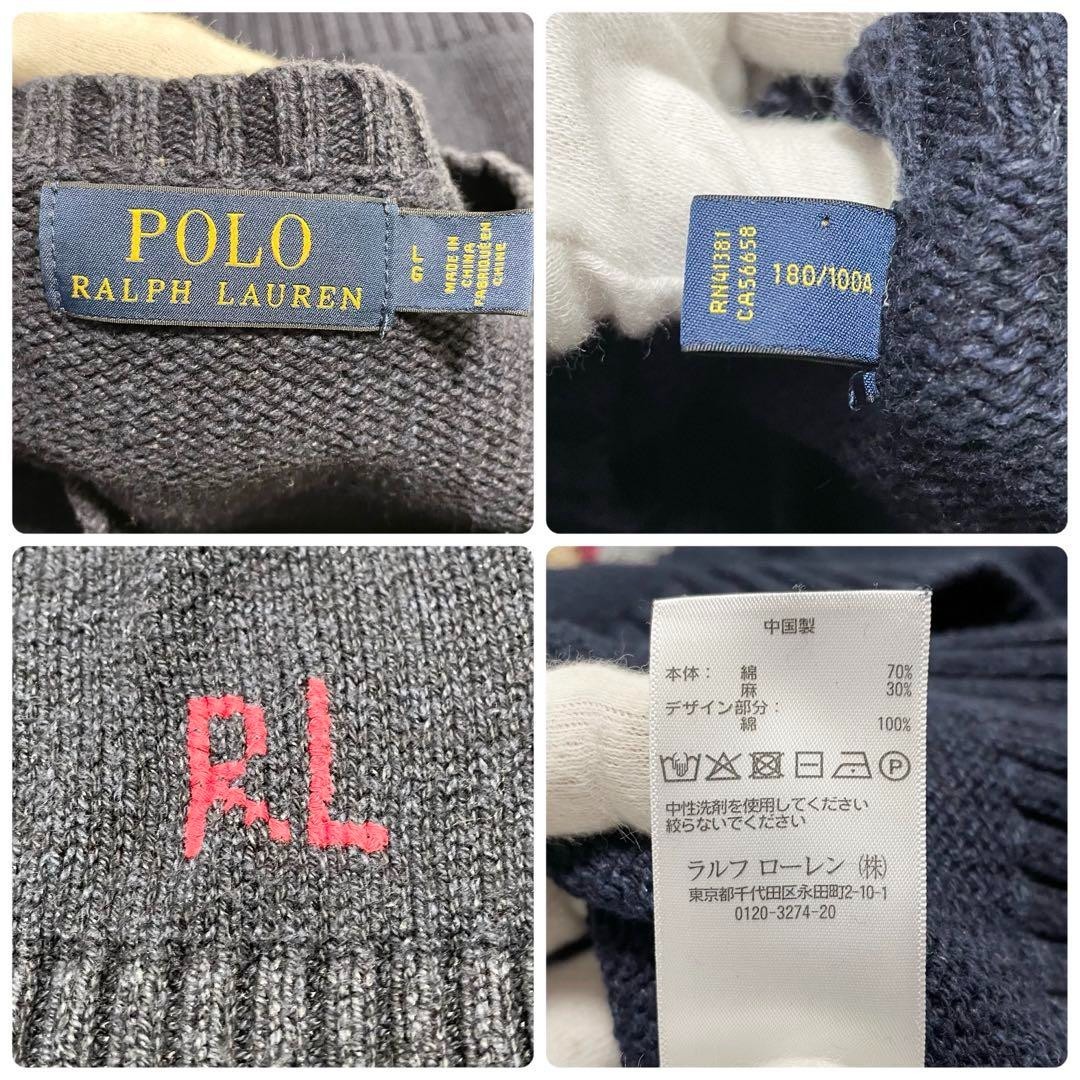 POLO
RALPH LAUREN
L
G
MADE IN
CHINA
FABRIQUÉ EN
CHINE
RN41381
CA56658
180/100A
RL
中国製
本体： 綿 70%
麻 30%
デザイン部分：
綿 100%
P
中性洗剤を使用してください
絞らないでください
ラルフ ローレン（株）
東京都千代田区永田町2-10-1
0120-3274-20